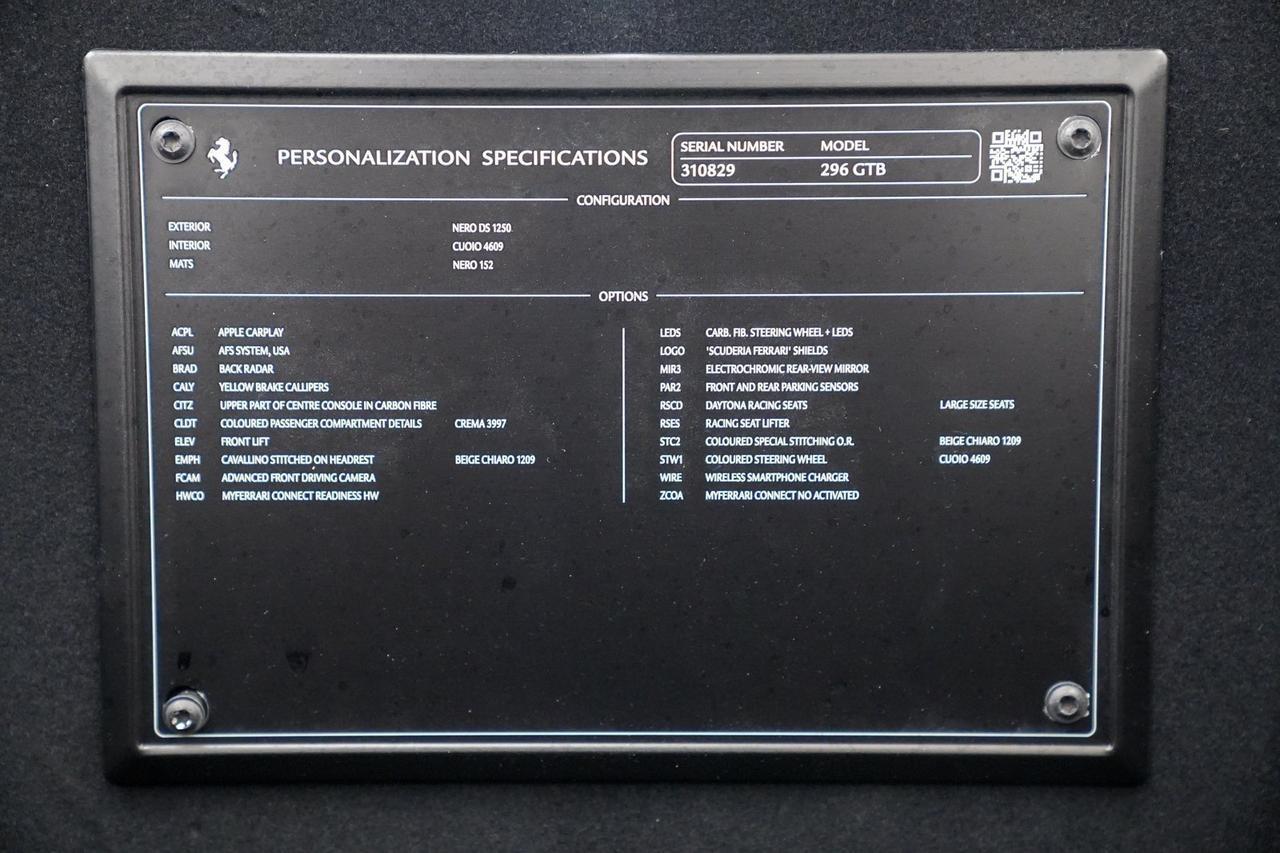 PERSONALIZATION SPECIFICATIONS
SERIAL NUMBER MODEL
310829 296 GTB
CONFIGURATION
EXTERIOR NERO DS 1250
INTERIOR CUOIO 4609
MATS NERO 152
OPTIONS
ACPL APPLE CARPLAY
AFSU AFS SYSTEM, USA
BRAD BACK RADAR
CALY YELLOW BRAKE CALLIPERS
CITZ UPPER PART OF CENTRE CONSOLE IN CARBON FIBRE
CLDT COLOURED PASSENGER COMPARTMENT DETAILS CREMA 3997
ELEV FRONT LIFT
EMPH CAVALLINO STITCHED ON HEADREST BEIGE CHIARO 1209
FCAM ADVANCED FRONT DRIVING CAMERA
HWCO MYFERRARI CONNECT READINESS HW
LEDS CARB. FIB. STEERING WHEEL + LEDS
LOGO 'SCUDERIA FERRARI' SHIELDS
MIR3 ELECTROCHROMIC REAR-VIEW MIRROR
PAR2 FRONT AND REAR PARKING SENSORS
RSCD DAYTONA RACING SEATS LARGE SIZE SEATS
RSES RACING SEAT LIFTER
STC2 COLOURED SPECIAL STITCHING O.R. BEIGE CHIARO 1209
STW1 COLOURED STEERING WHEEL CUOIO 4609
WIRE WIRELESS SMARTPHONE CHARGER
ZCOA MYFERRARI CONNECT NO ACTIVATED